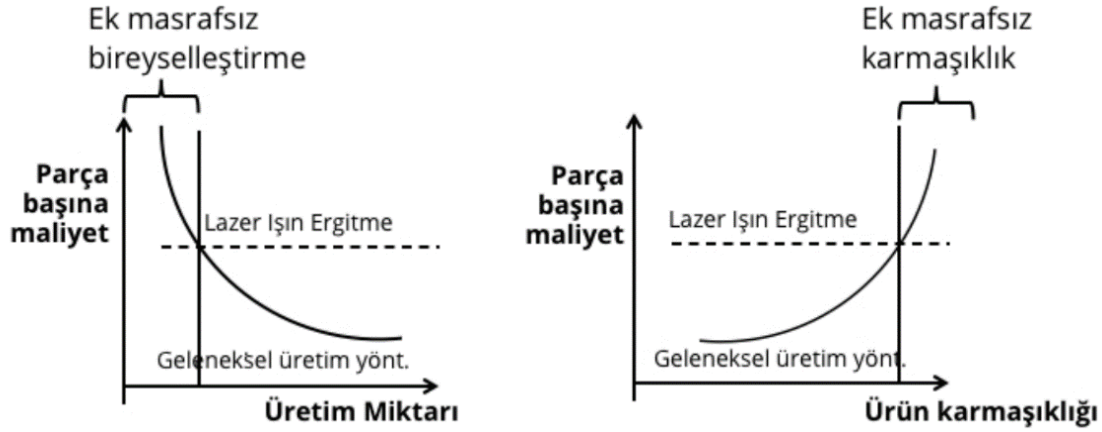 Ek masrafsız
bireyselleştirme
Parça
başına
maliyet
Lazer Işın Ergitme
Geleneksel üretim yönt.
Üretim Miktarı
Ek masrafsız
karmaşıklık
Parça
başına
maliyet
Lazer Işın Ergitme
Geleneksel üretim yönt.
Ürün karmaşıklığı